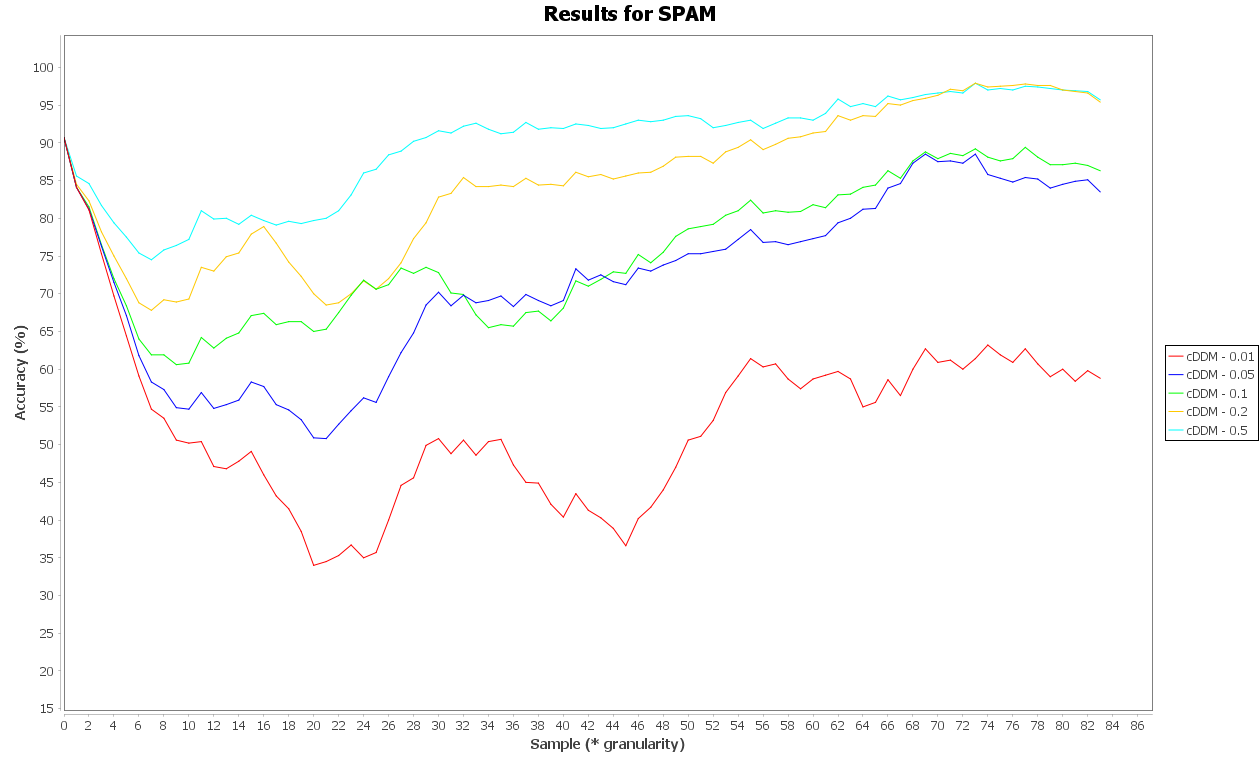 Results for SPAM
100
95
90
85
80
75
70
65
60
55
50
45
40
35
30
25
20
15
Accuracy (%)
0 2 4 6 8 10 12 14 16 18 20 22 24 26 28 30 32 34 36 38 40 42 44 46 48 50 52 54 56 58 60 62 64 66 68 70 72 74 76 78 80 82 84 86
Sample (* granularity)
cDDM - 0.01
cDDM - 0.05
cDDM - 0.1
cDDM - 0.2
cDDM - 0.5